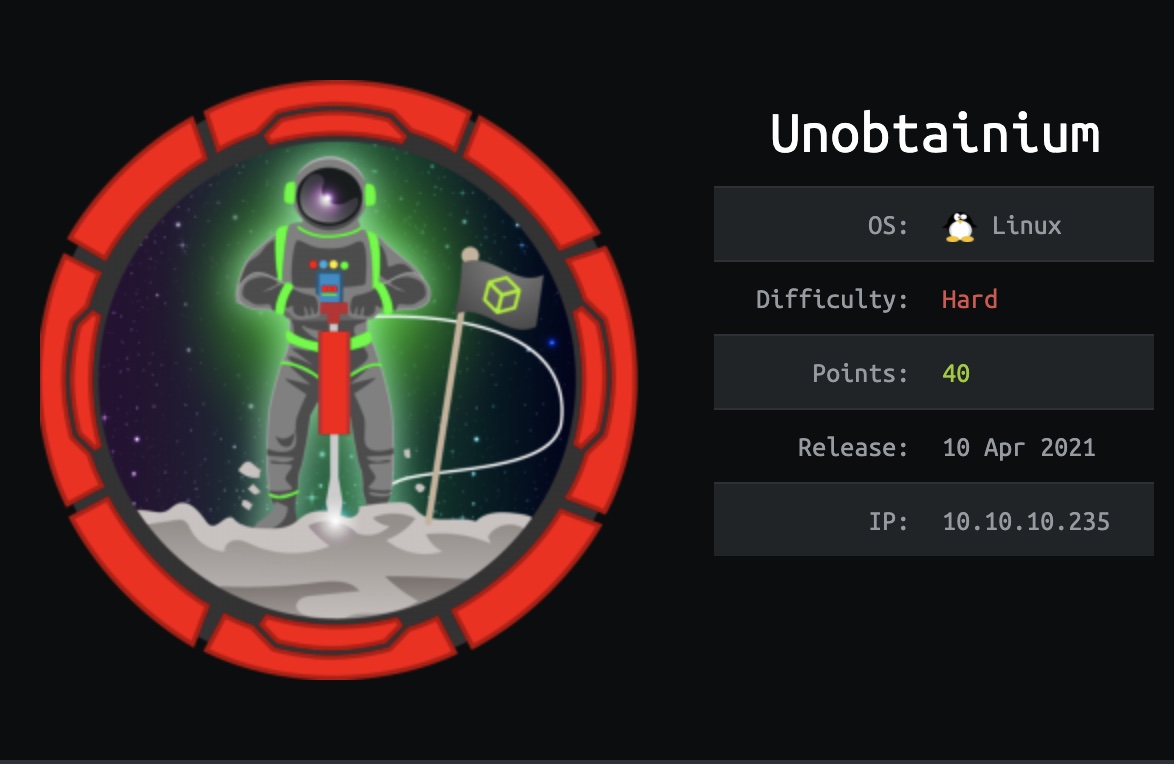 Unobtainium
OS: Linux
Difficulty: Hard
Points: 40
Release: 10 Apr 2021
IP: 10.10.10.235